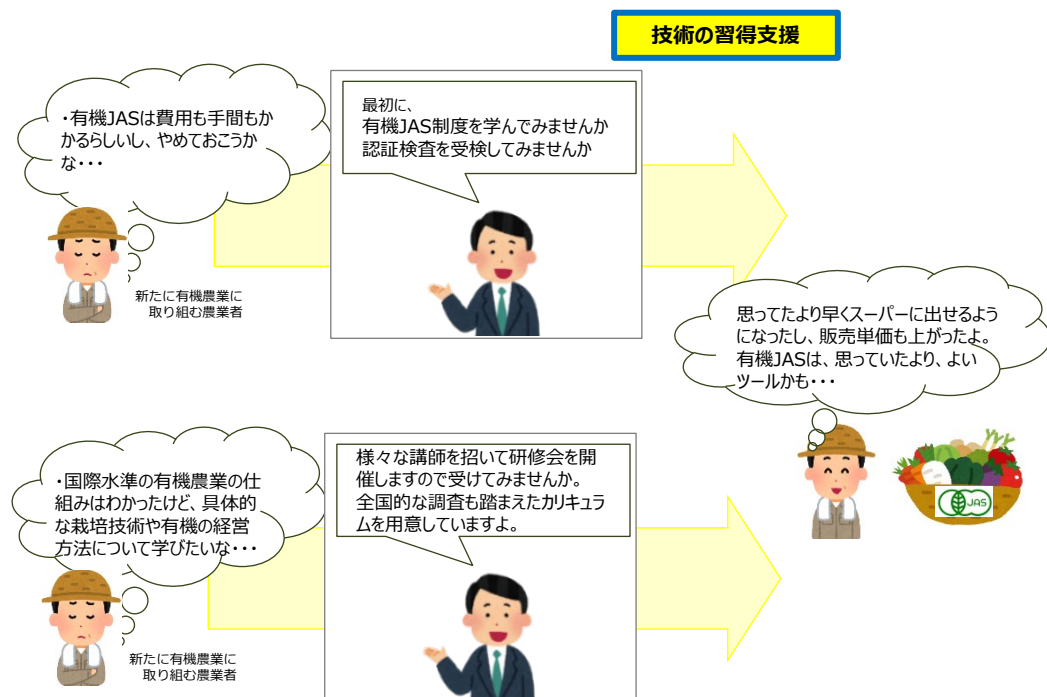 技術の習得支援
・有機JASは費用も手間もか
かるらしいし、やめておこうか
な・・・
最初に、
有機JAS制度を学んでみませんか
認証検査を受検してみませんか
新たに有機農業に
取り組む農業者
思ってたより早くスーパーに出せるよう
になったし、販売単価も上がったよ。
有機JASは、思っていたより、よい
ツールかも・・・
JAS
・国際水準の有機農業の仕
組みはわかったけど、具体的
な栽培技術や有機の経営
方法について学びたいな・・・
様々な講師を招いて研修会を開
催しますので受けてみませんか。
全国的な調査も踏まえたカリキュラ
ムを用意していますよ。
新たに有機農業に
取り組む農業者